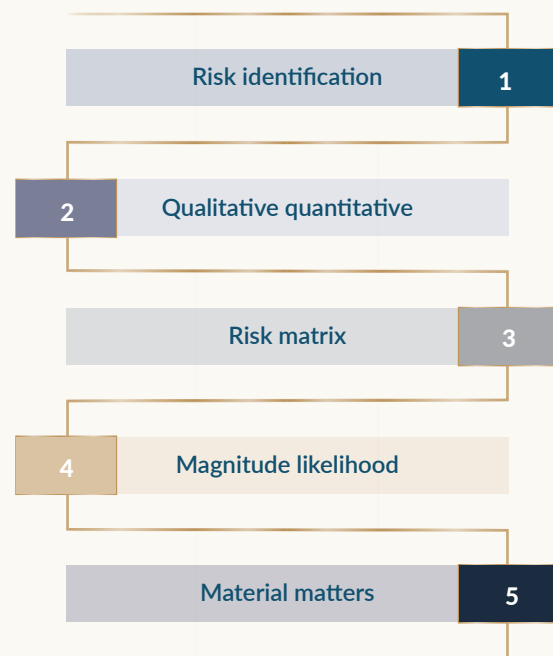 Risk identification 1
2 Qualitative quantitative
Risk matrix 3
4 Magnitude likelihood
Material matters 5